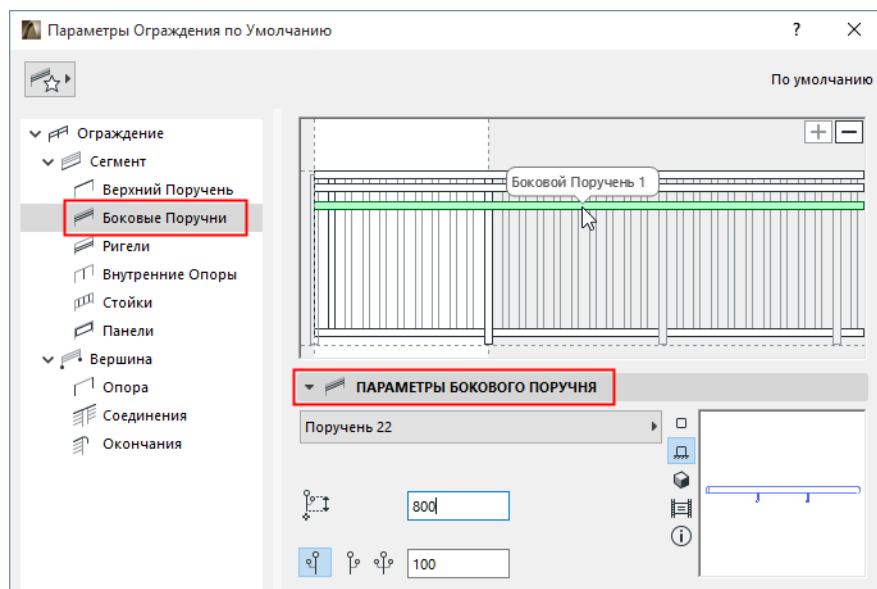 Параметры Ограждения по Умолчанию
?
По умолчанию
Ограждение
Сегмент
Верхний Поручень
Боковые Поручни
Ригели
Внутренние Опоры
Стойки
Панели
Вершина
Опора
Соединения
Окончания
Боковой Поручень 1
ПАРАМЕТРЫ БОКОВОГО ПОРУЧНЯ
Поручень 22
800
100